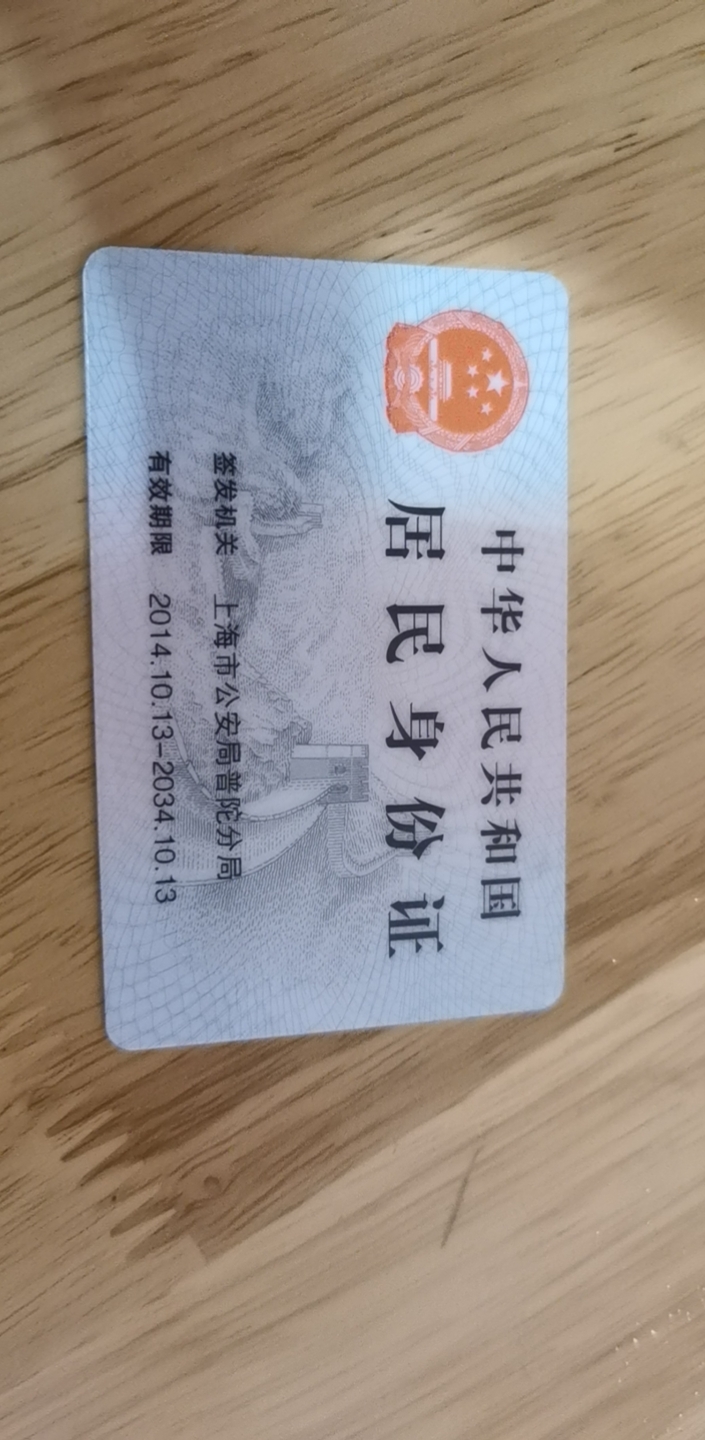 中华人民共和国
居民身份证
签发机关 上海市公安局普陀分局
有效期限 2014.10.13-2034.10.13